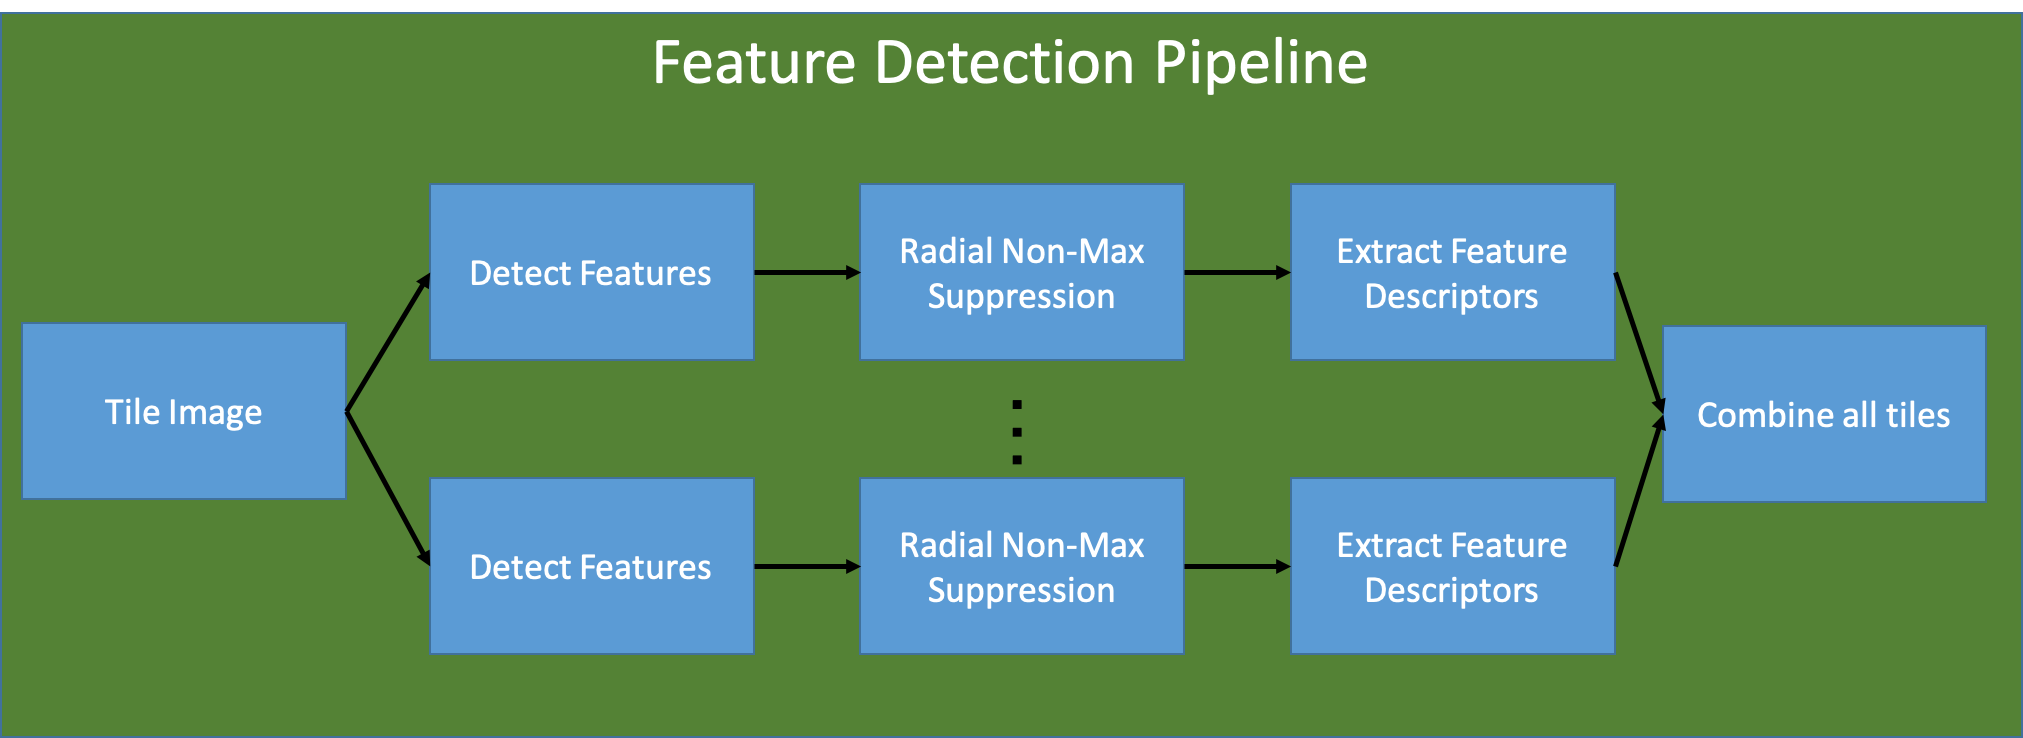 Feature Detection Pipeline
Tile Image
Detect Features
Radial Non-Max
Suppression
Extract Feature
Descriptors
Detect Features
Radial Non-Max
Suppression
Extract Feature
Descriptors
Combine all tiles